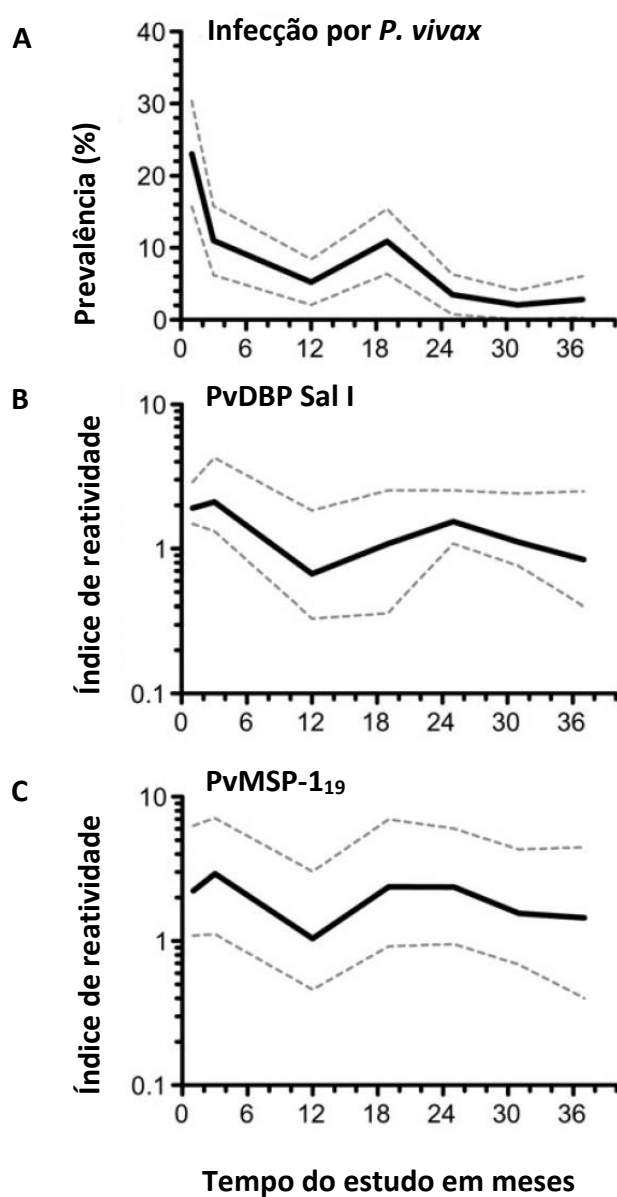 A
Infecção por P. vivax
Prevalência (%)
40
30
20
10
0
0 6 12 18 24 30 36
B
PvDBP Sal I
Índice de reatividade
10
1
0.1
0 6 12 18 24 30 36
C
PvMSP-1₁₉
Índice de reatividade
10
1
0.1
0 6 12 18 24 30 36
Tempo do estudo em meses